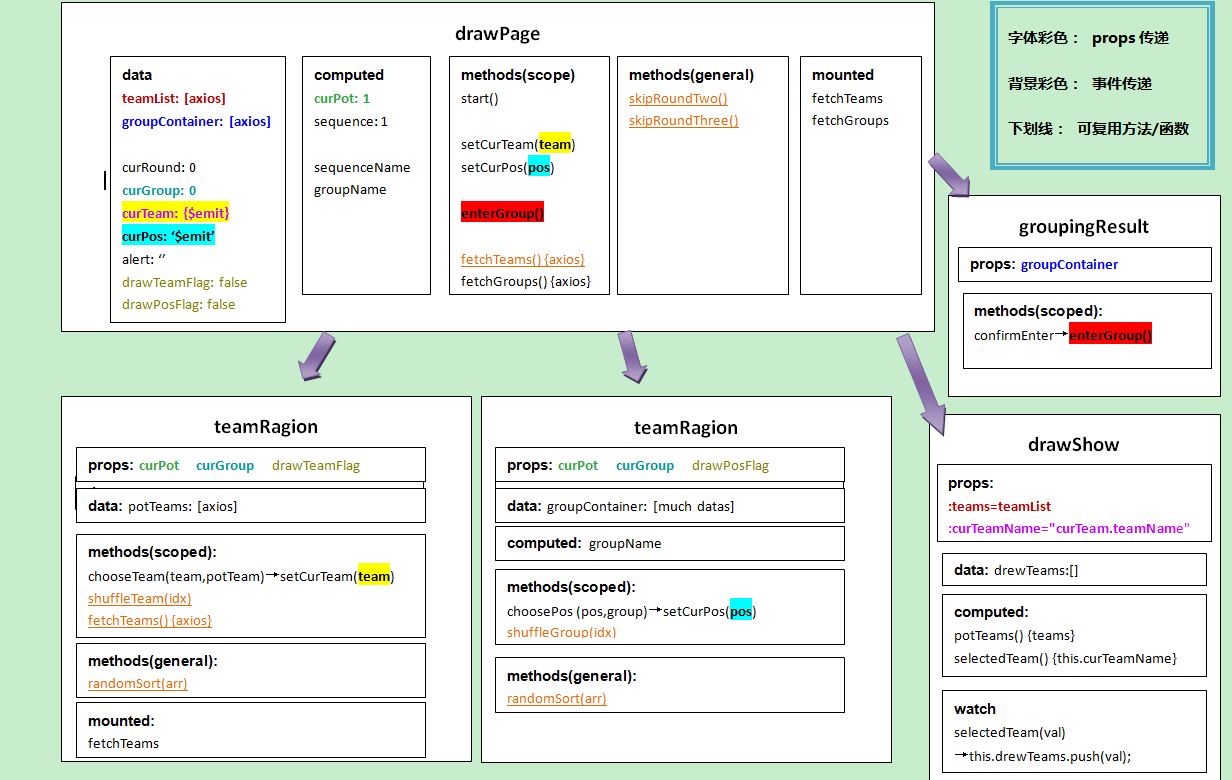 drawPage
data
teamList: [axios]
groupContainer: [axios]
curRound: 0
curGroup: 0
curTeam: {$emit}
curPos: ‘$emit’
alert: ‘’
drawTeamFlag: false
drawPosFlag: false
computed
curPot: 1
sequence: 1
sequenceName
groupName
methods(scope)
start()
setCurTeam(team)
setCurPos(pos)
enterGroup()
fetchTeams() {axios}
fetchGroups() {axios}
methods(general)
skipRoundTwo()
skipRoundThree()
mounted
fetchTeams
fetchGroups
字体彩色： props 传递
背景彩色： 事件传递
下划线： 可复用方法/函数
groupingResult
props: groupContainer
methods(scoped):
confirmEnter→enterGroup()
teamRagion
props: curPot curGroup drawTeamFlag
data: potTeams: [axios]
methods(scoped):
chooseTeam(team,potTeam)→setCurTeam(team)
shuffleTeam(idx)
fetchTeams() {axios}
methods(general):
randomSort(arr)
mounted:
fetchTeams
teamRagion
props: curPot curGroup drawPosFlag
data: groupContainer: [much datas]
computed: groupName
methods(scoped):
choosePos (pos,group)→setCurPos(pos)
shuffleGroup(idx)
methods(general):
randomSort(arr)
drawShow
props:
:teams=teamList
:curTeamName="curTeam.teamName"
data: drewTeams:[]
computed:
potTeams() {teams}
selectedTeam() {this.curTeamName}
watch
selectedTeam(val)
→this.drewTeams.push(val);